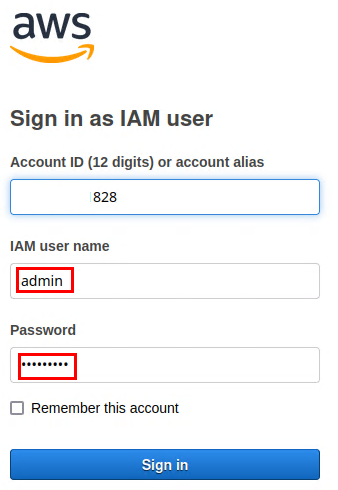 aws
Sign in as IAM user
Account ID (12 digits) or account alias
828
IAM user name
admin
Password
•••••••••
Remember this account
Sign in